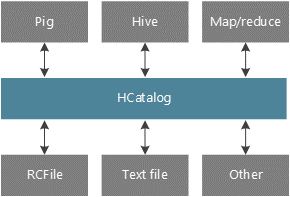 Pig Hive Map/reduce
HCatalog
RCFile Text file Other